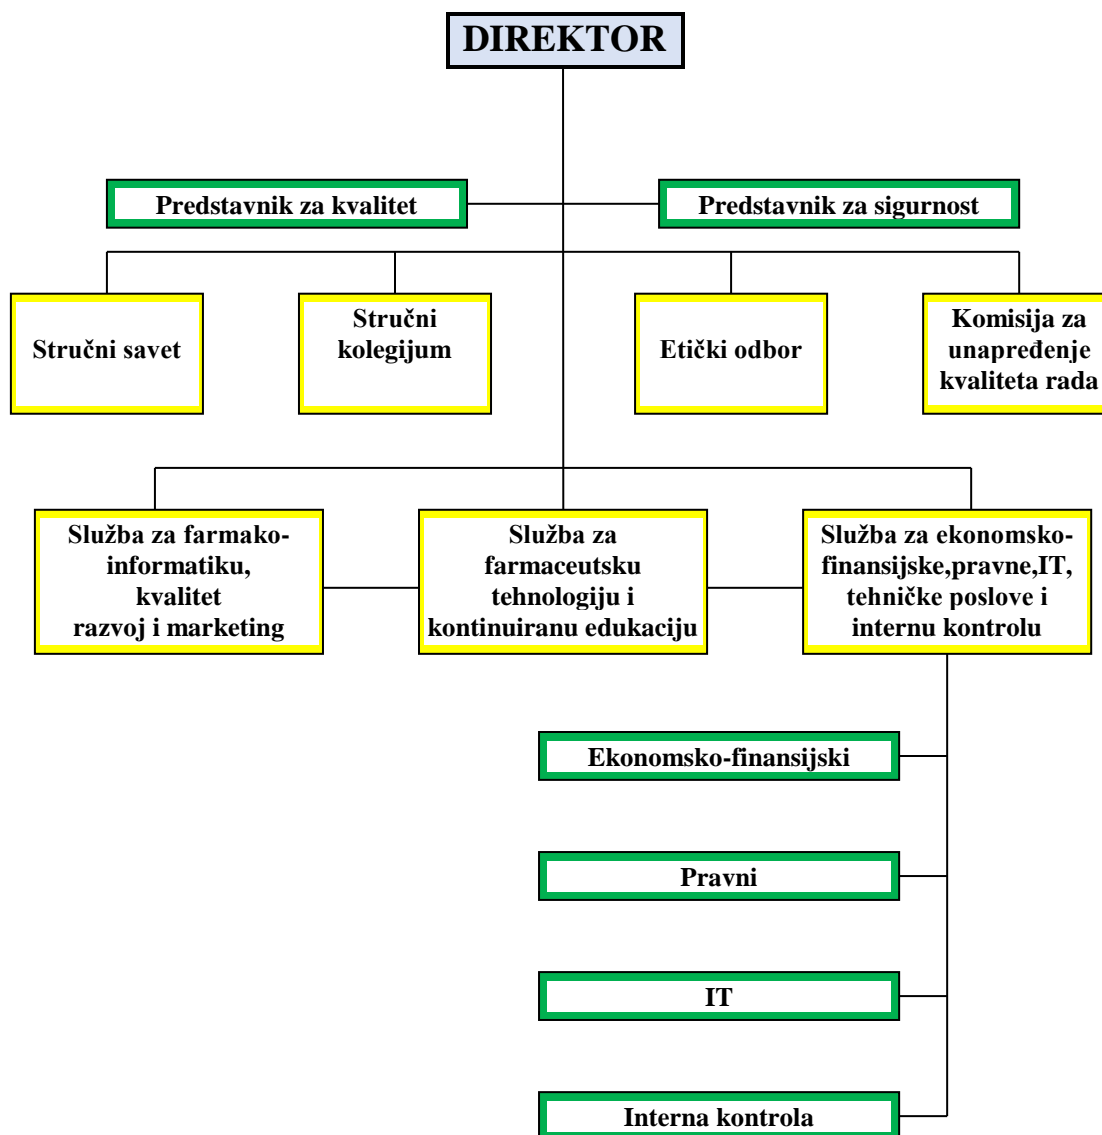 DIREKTOR
Predstavnik za kvalitet
Predstavnik za sigurnost
Stručni savet
Stručni
kolegijum
Etički odbor
Komisija za
unapređenje
kvaliteta rada
Služba za farmako-
informatiku,
kvalitet
razvoj i marketing
Služba za
farmaceutsku
tehnologiju i
kontinuiranu edukaciju
Služba za ekonomsko-
finansijske,pravne,IT,
tehničke poslove i
internu kontrolu
Ekonomsko-finansijski
Pravni
IT
Interna kontrola